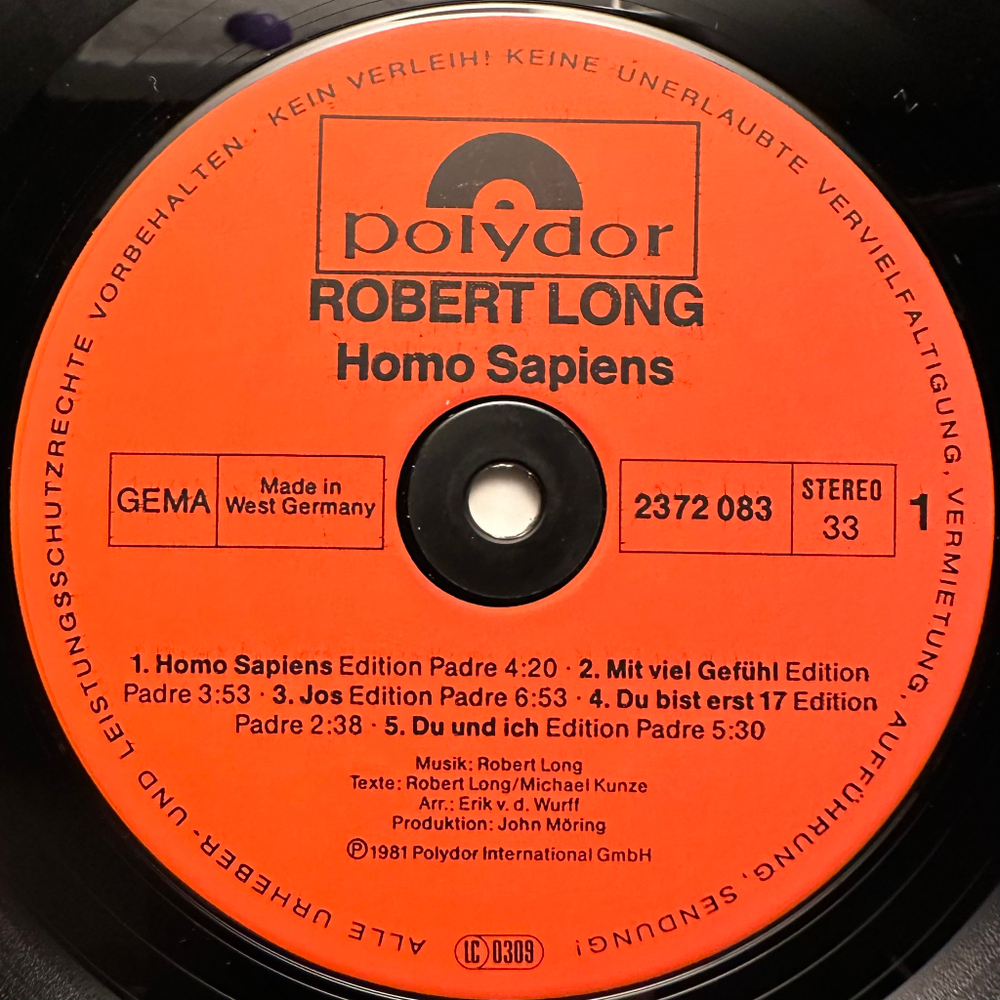 ALLE URHEBER- UND LEISTUNGSSCHUTZRECHTE VORBEHALTEN · KEIN VERLEIH! KEINE UNERLAUBTE VERVIELFÄLTIGUNG, VERMIETUNG, AUFFÜHRUNG, SENDUNG!
polydor
ROBERT LONG
Homo Sapiens
GEMA
Made in
West Germany
2372 083
STEREO
33
1
1. Homo Sapiens Edition Padre 4:20 · 2. Mit viel Gefühl Edition
Padre 3:53 · 3. Jos Edition Padre 6:53 · 4. Du bist erst 17 Edition
Padre 2:38 · 5. Du und ich Edition Padre 5:30
Musik: Robert Long
Texte: Robert Long/Michael Kunze
Arr.: Erik v. d. Wurff
Produktion: John Möring
Ⓟ1981 Polydor International GmbH
LC 0309